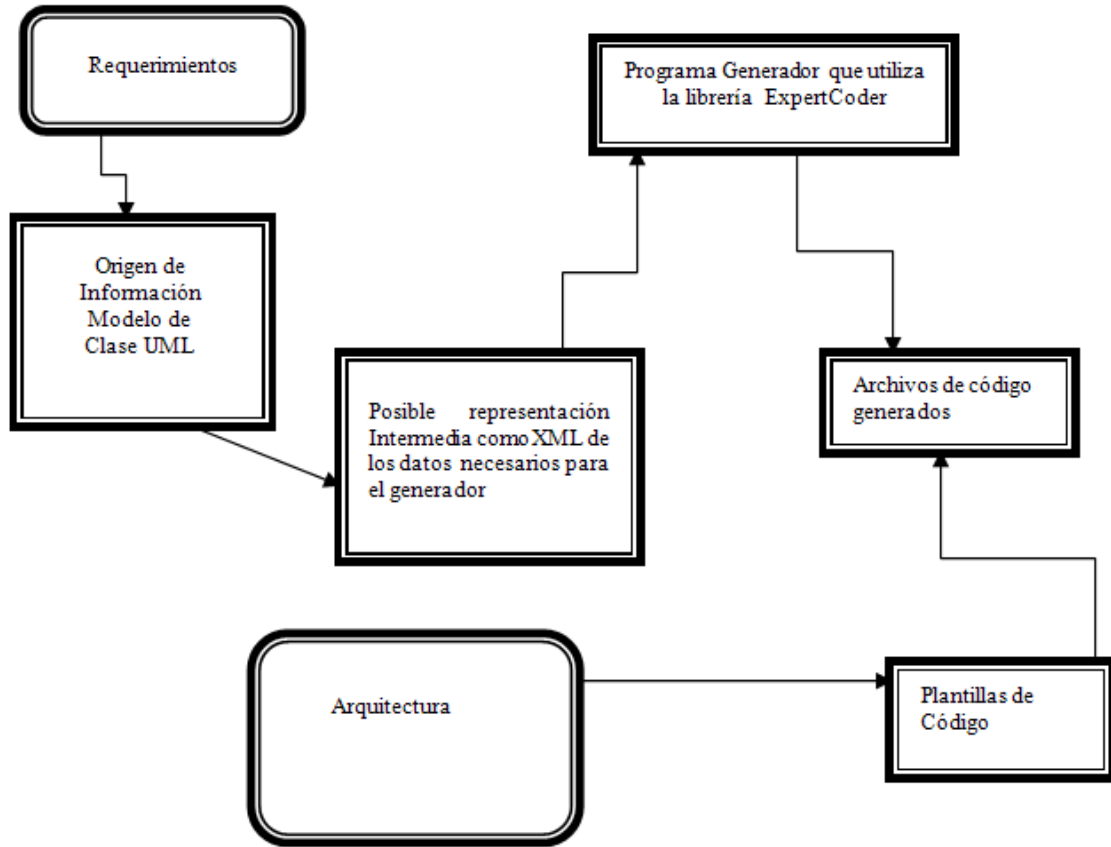 Requerimientos
Programa Generador que utiliza
la librería ExpertCoder
Origen de
Información
Modelo de
Clase UML
Posible representación
Intermedia como XML de
los datos necesarios para
el generador
Archivos de código
generados
Arquitectura
Plantillas de
Código